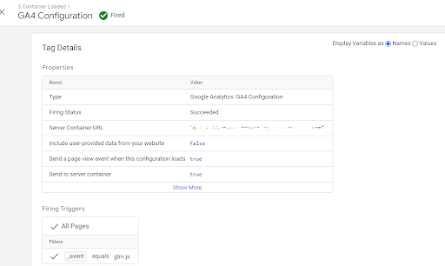 3 Container Loaded >
GA4 Configuration Fired
Tag Details
Display Variables as Names Values
Properties
Name Value
Type Google Analytics: GA4 Configuration
Firing Status Succeeded
Server Container URL
Include user-provided data from your website false
Send a page view event when this configuration loads true
Send to server container true
Show More
Firing Triggers
All Pages
Filters
_event equals gtm.js